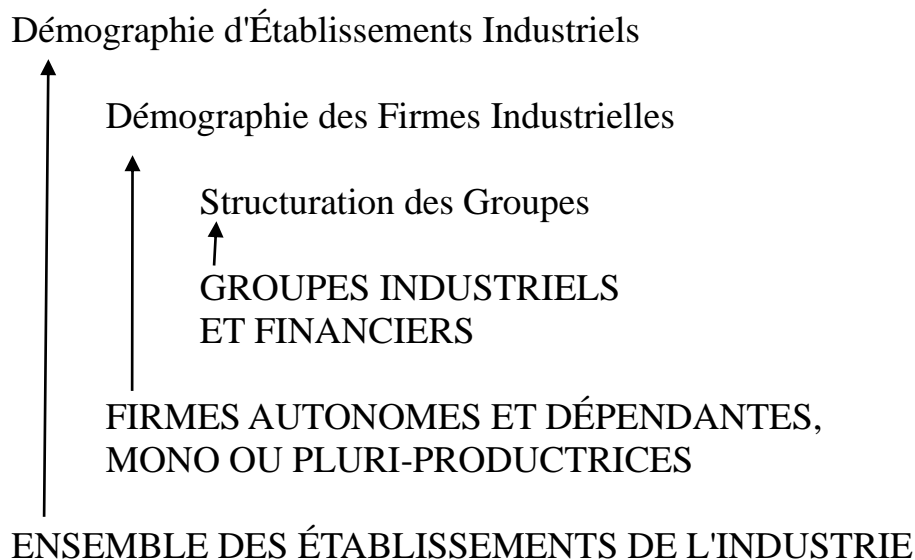 Démographie d'Établissements Industriels
Démographie des Firmes Industrielles
Structuration des Groupes
GROUPES INDUSTRIELS
ET FINANCIERS
FIRMES AUTONOMES ET DÉPENDANTES,
MONO OU PLURI-PRODUCTRICES
ENSEMBLE DES ÉTABLISSEMENTS DE L'INDUSTRIE